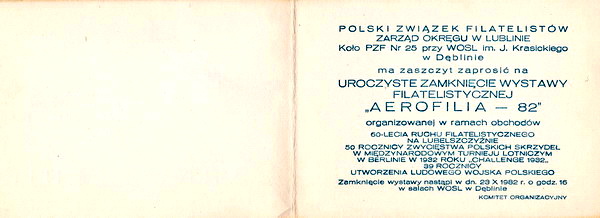 POLSKI ZWIĄZEK FILATELISTÓW
ZARZĄD OKRĘGU W LUBLINIE
Koło PZF Nr 25 przy WOSL im. J. Krasickiego
w Dęblinie
ma zaszczyt zaprosić na
UROCZYSTE ZAMKNIĘCIE WYSTAWY
FILATELISTYCZNEJ
„AEROFILIA — 82"
organizowanej w ramach obchodów
60-LECIA RUCHU FILATELISTYCZNEGO
NA LUBELSZCZYŹNIE
50 ROCZNICY ZWYCIĘSTWA POLSKICH SKRZYDEŁ
W MIĘDZYNARODOWYM TURNIEJU LOTNICZYM
W BERLINIE W 1932 ROKU „CHALLENGE 1932„
39 ROCZNICY
UTWORZENIA LUDOWEGO WOJSKA POLSKIEGO
Zamknięcie wystawy nastąpi w dn. 23 X 1982 r. o godz. 16
w salach WOSL w Dęblinie
KOMITET ORGANIZACYJNY